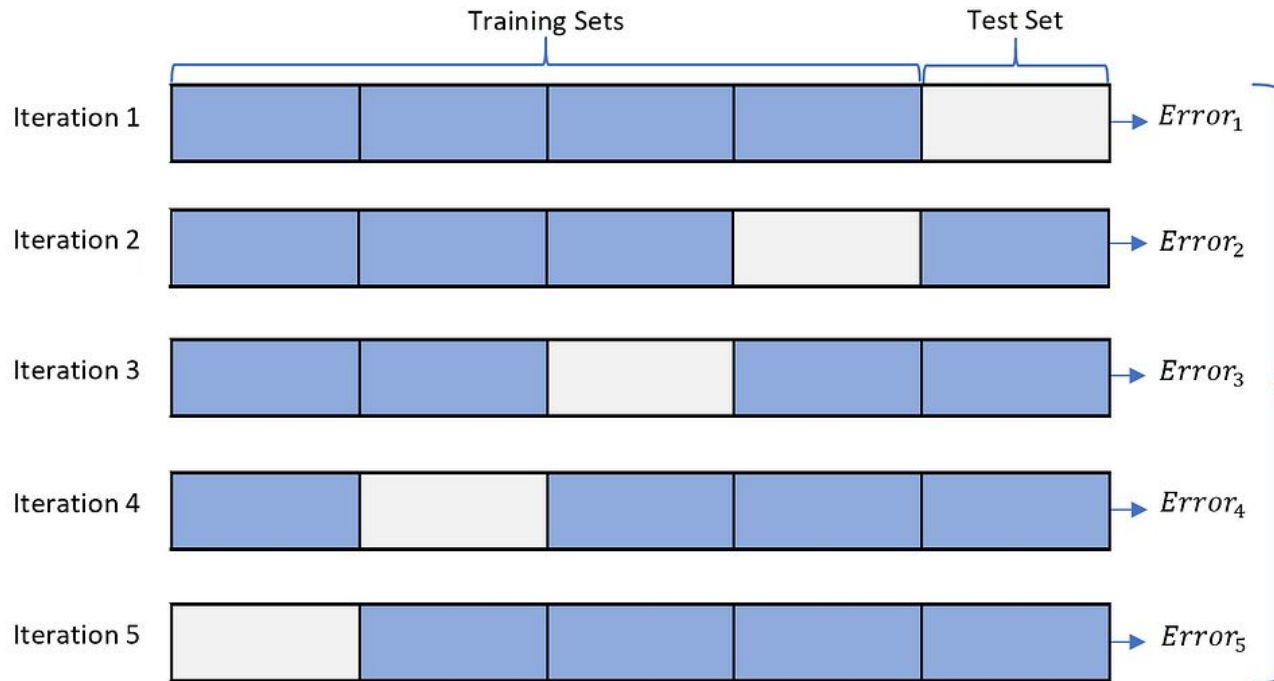 Training Sets
Test Set
Iteration 1
Error₁
Iteration 2
Error₂
Iteration 3
Error₃
Iteration 4
Error₄
Iteration 5
Error₅